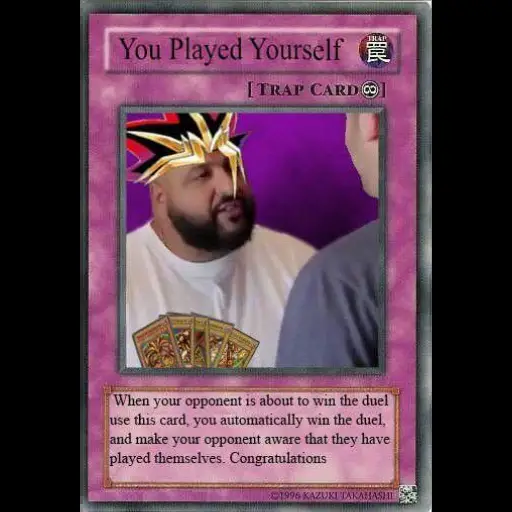 You Played Yourself
TRAP
罠
[ TRAP CARD ]
When your opponent is about to win the duel
use this card, you automatically win the duel,
and make your opponent aware that they have
played themselves. Congratulations
©1996 KAZUKI TAKAHASHI